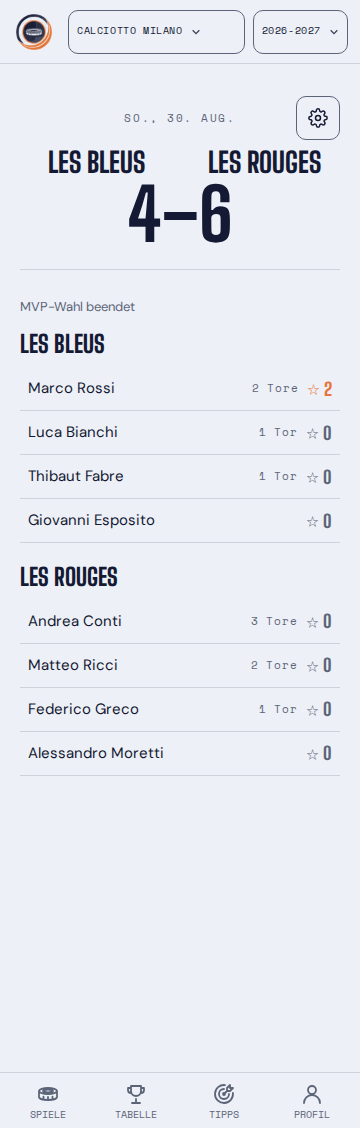 CALCIOTTO MILANO
2026-2027
SO., 30. AUG.
LES BLEUS LES ROUGES
4–6
MVP-Wahl beendet
LES BLEUS
Marco Rossi 2 Tore ☆ 2
Luca Bianchi 1 Tor ☆ 0
Thibaut Fabre 1 Tor ☆ 0
Giovanni Esposito ☆ 0
LES ROUGES
Andrea Conti 3 Tore ☆ 0
Matteo Ricci 2 Tore ☆ 0
Federico Greco 1 Tor ☆ 0
Alessandro Moretti ☆ 0
SPIELE TABELLE TIPPS PROFIL